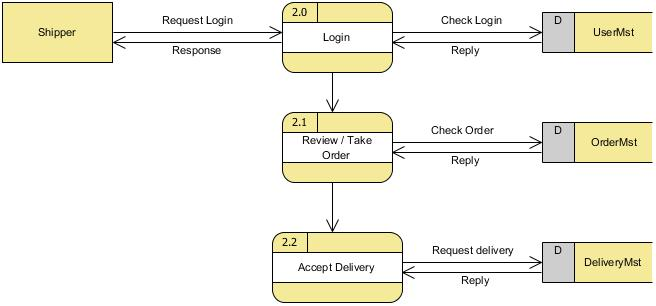 Shipper
Request Login
Response
2.0
Login
Check Login
Reply
D
UserMst
2.1
Review / Take
Order
Check Order
Reply
D
OrderMst
2.2
Accept Delivery
Request delivery
Reply
D
DeliveryMst